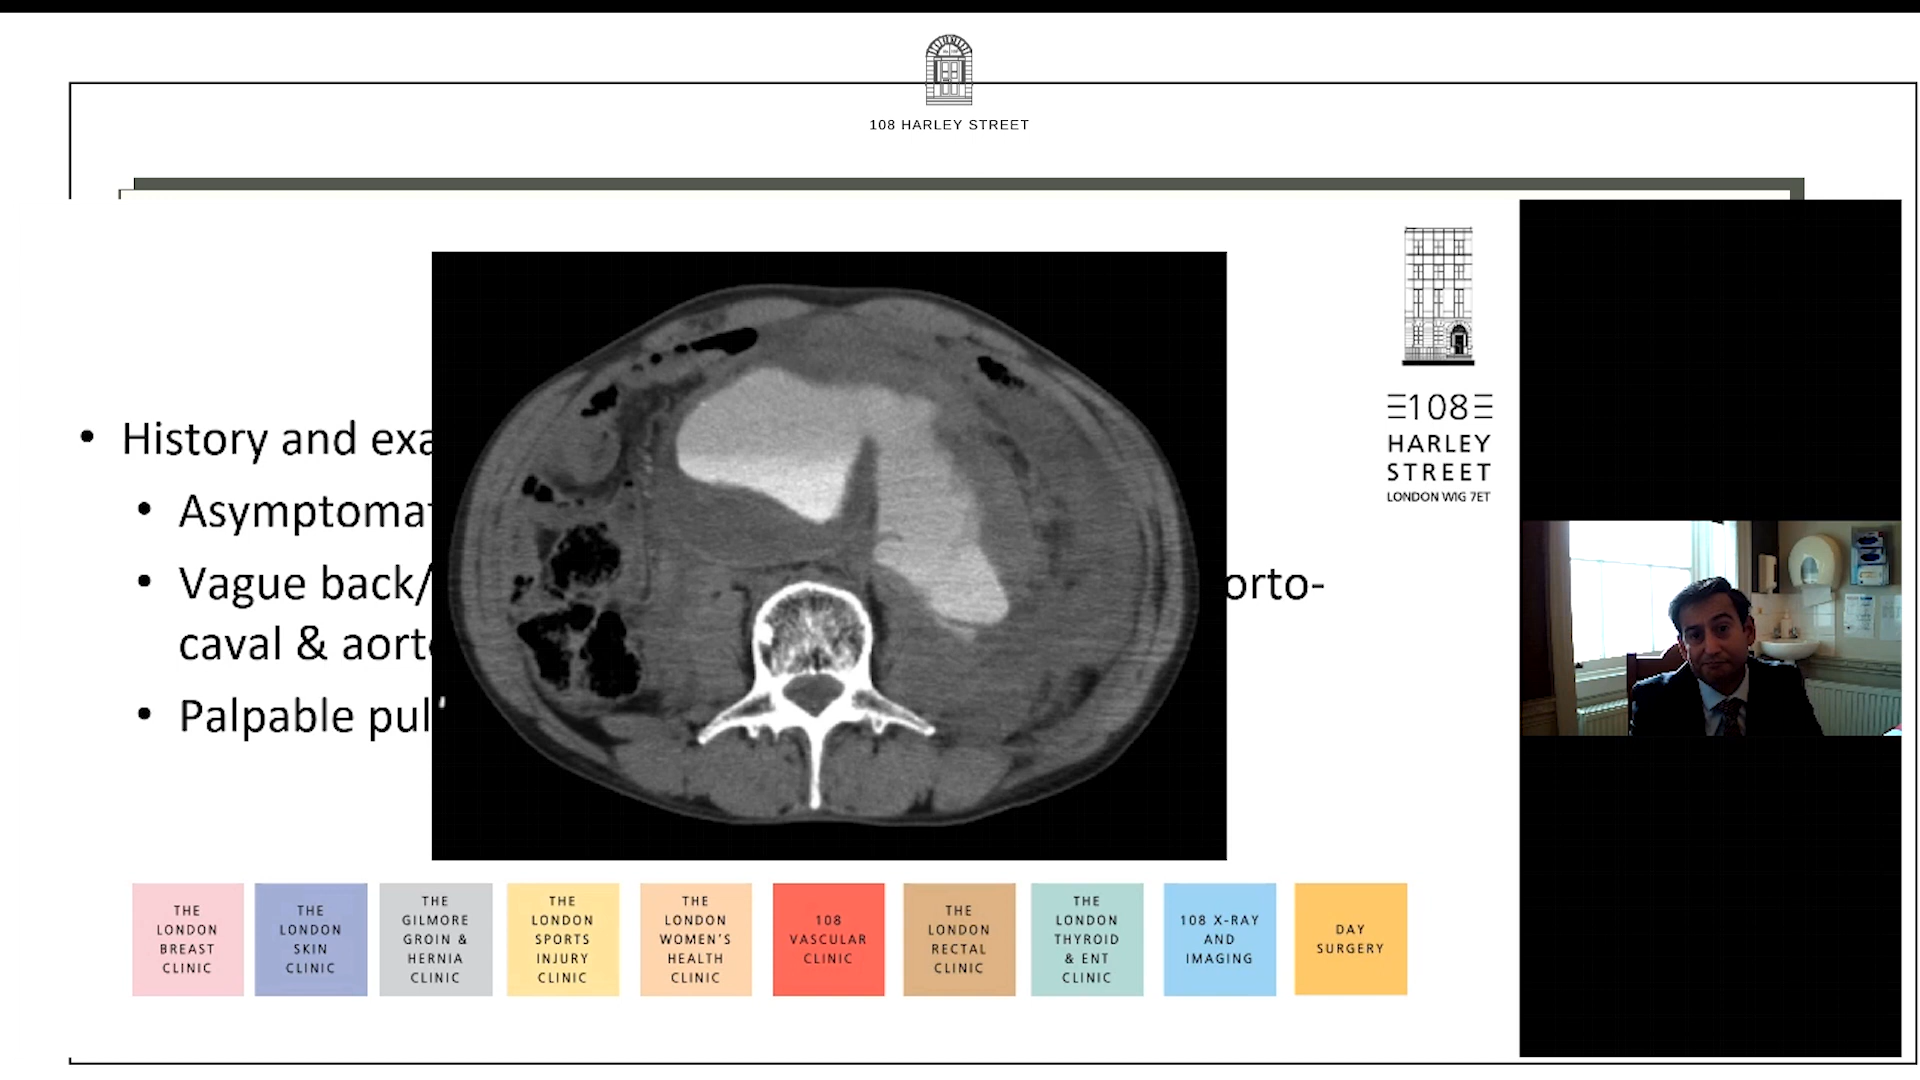 108 HARLEY STREET
108
HARLEY
STREET
LONDON W1G 7ET
• History and exa
• Asymptomat
• Vague back/ orto-
caval & aort
• Palpable pul
THE
LONDON
BREAST
CLINIC
THE
LONDON
SKIN
CLINIC
THE
GILMORE
GROIN &
HERNIA
CLINIC
THE
LONDON
SPORTS
INJURY
CLINIC
THE
LONDON
WOMEN'S
HEALTH
CLINIC
108
VASCULAR
CLINIC
THE
LONDON
RECTAL
CLINIC
THE
LONDON
THYROID
& ENT
CLINIC
108 X-RAY
AND
IMAGING
DAY
SURGERY